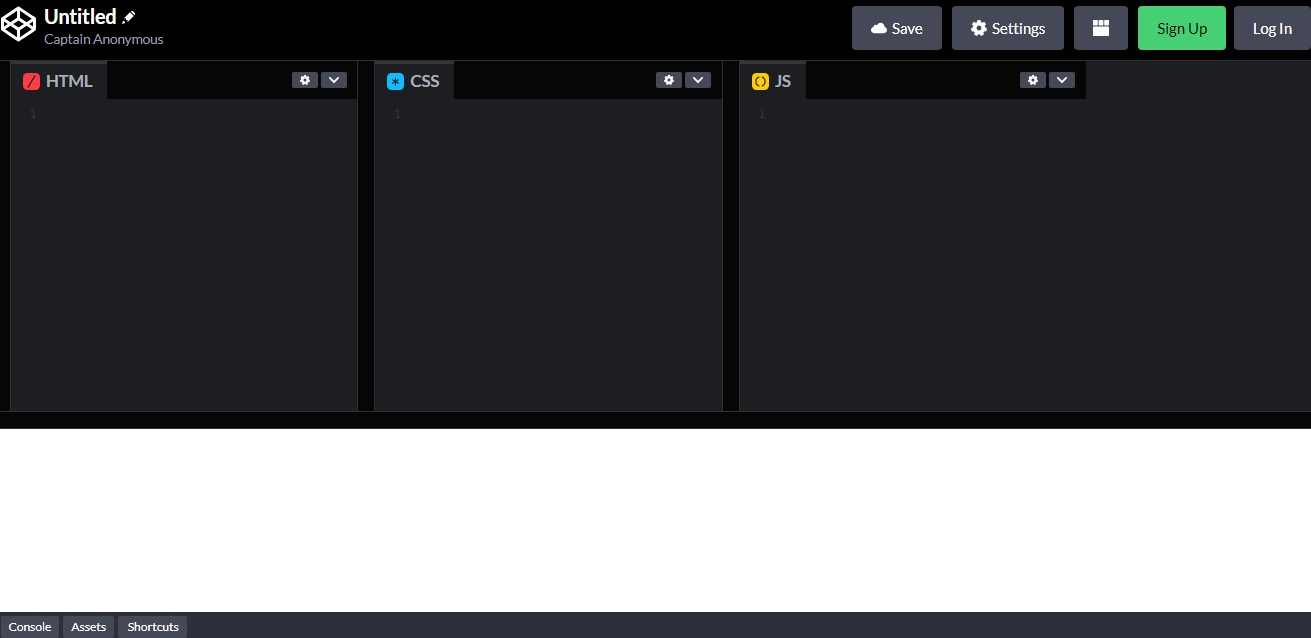 Untitled
Captain Anonymous
Save
Settings
Sign Up
Log In
HTML
CSS
JS
1
1
1
Console
Assets
Shortcuts